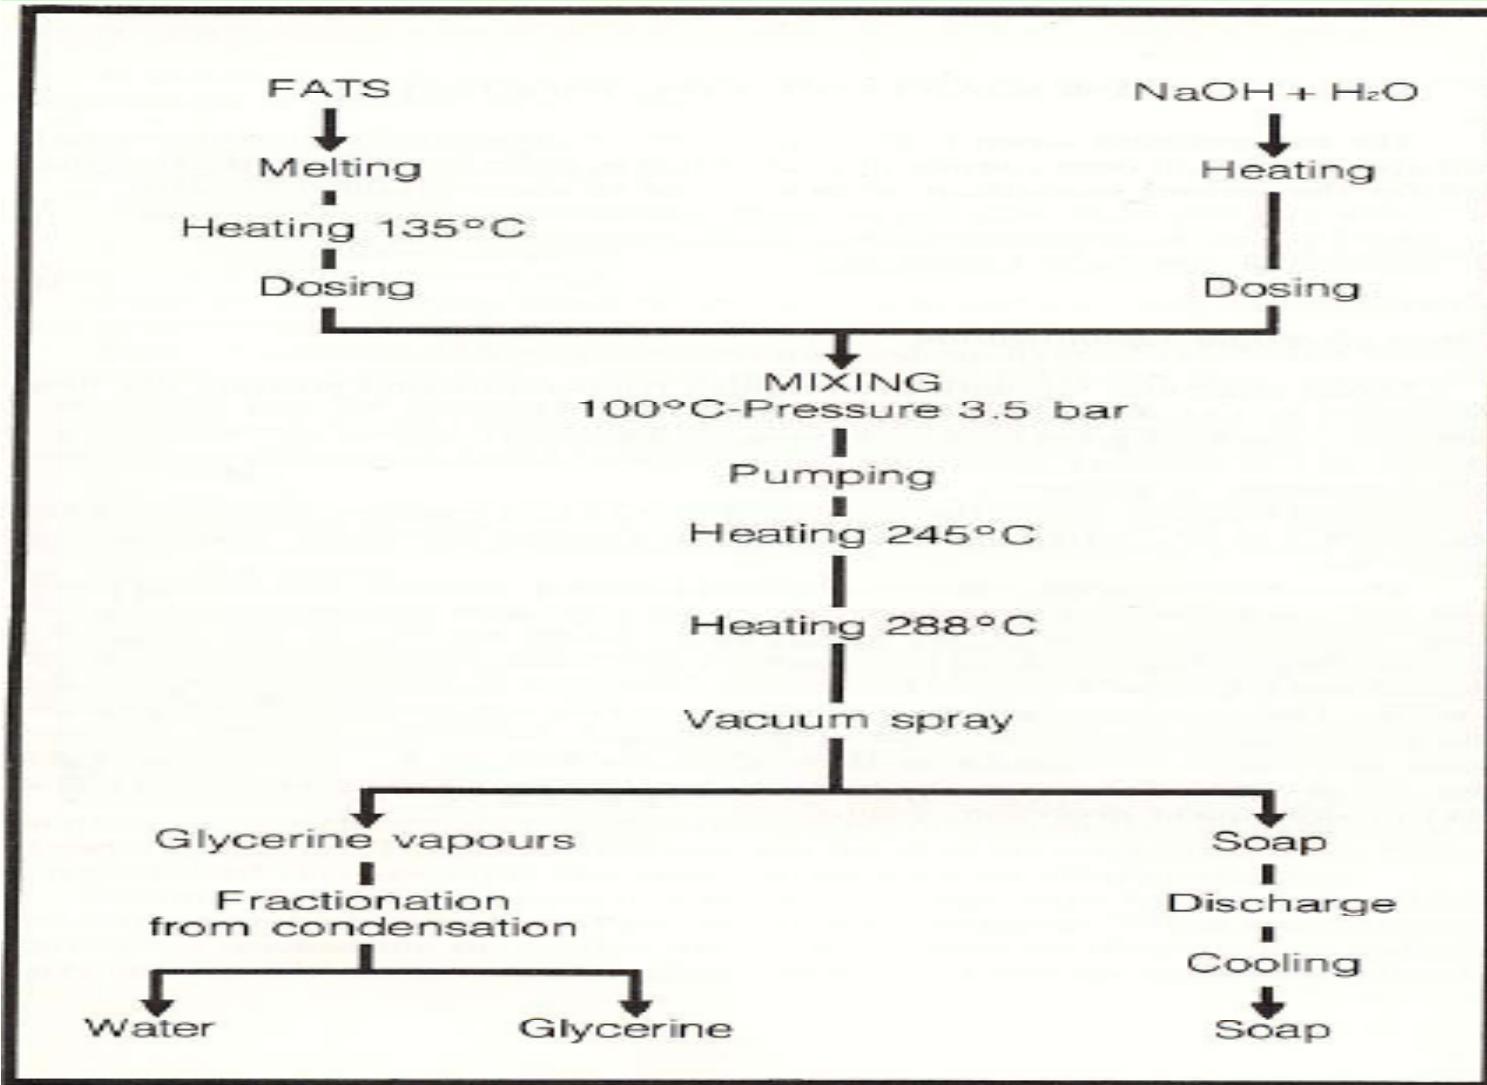 FATS
NaOH + H₂O
Melting
Heating
Heating 135°C
Dosing
Dosing
MIXING
100°C-Pressure 3.5 bar
Pumping
Heating 245°C
Heating 288°C
Vacuum spray
Glycerine vapours
Soap
Fractionation
from condensation
Discharge
Cooling
Water
Glycerine
Soap